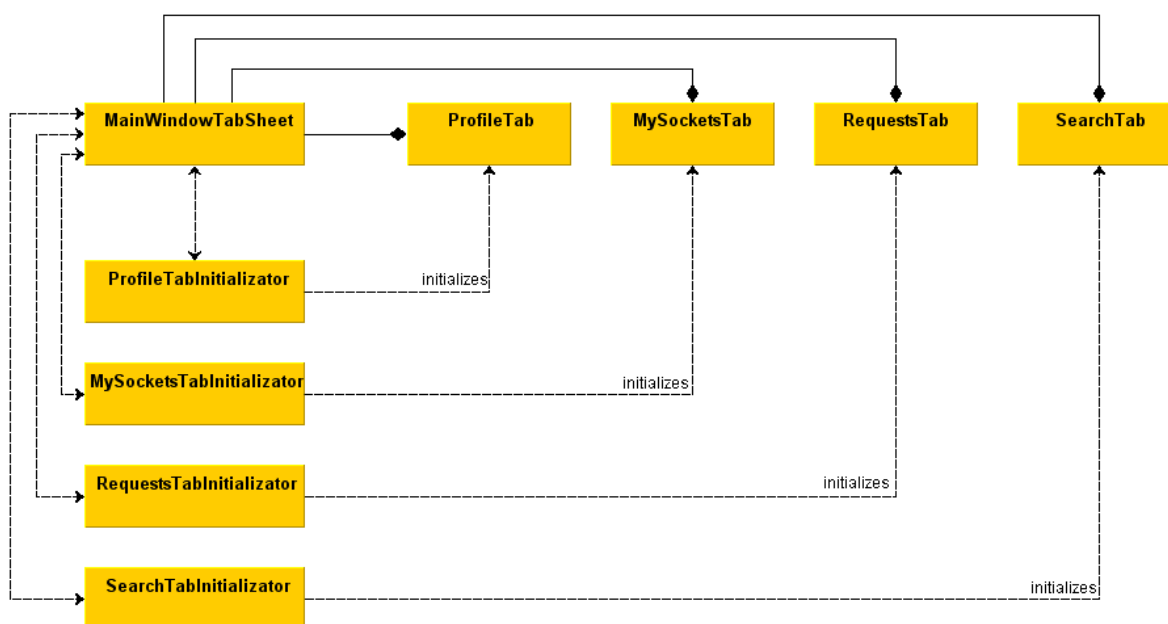 MainWindowTabSheet
ProfileTab
MySocketsTab
RequestsTab
SearchTab
ProfileTabInitializator
initializes
MySocketsTabInitializator
initializes
RequestsTabInitializator
initializes
SearchTabInitializator
initializes